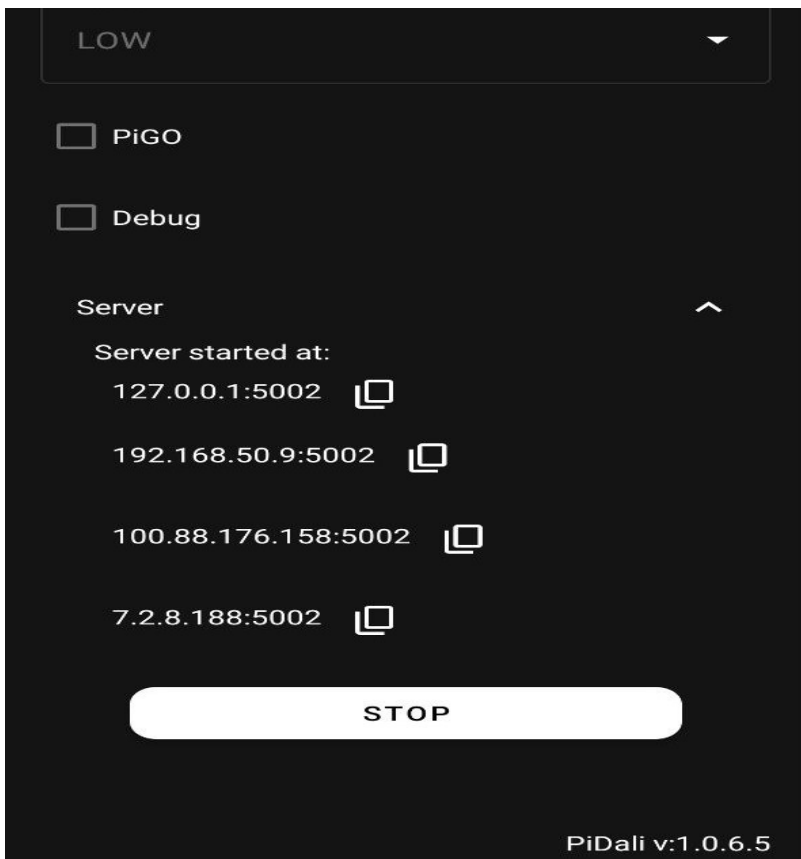 LOW
PiGO
Debug
Server
Server started at:
127.0.0.1:5002
192.168.50.9:5002
100.88.176.158:5002
7.2.8.188:5002
STOP
PiDali v:1.0.6.5